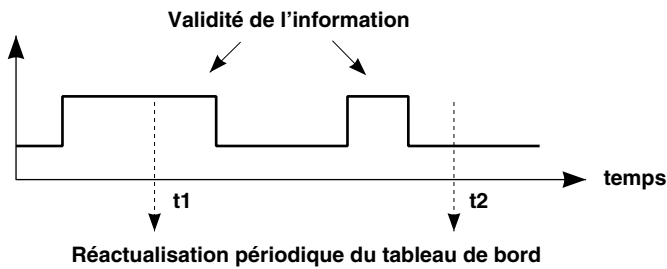 Validité de l'information
temps
t1
t2
Réactualisation périodique du tableau de bord